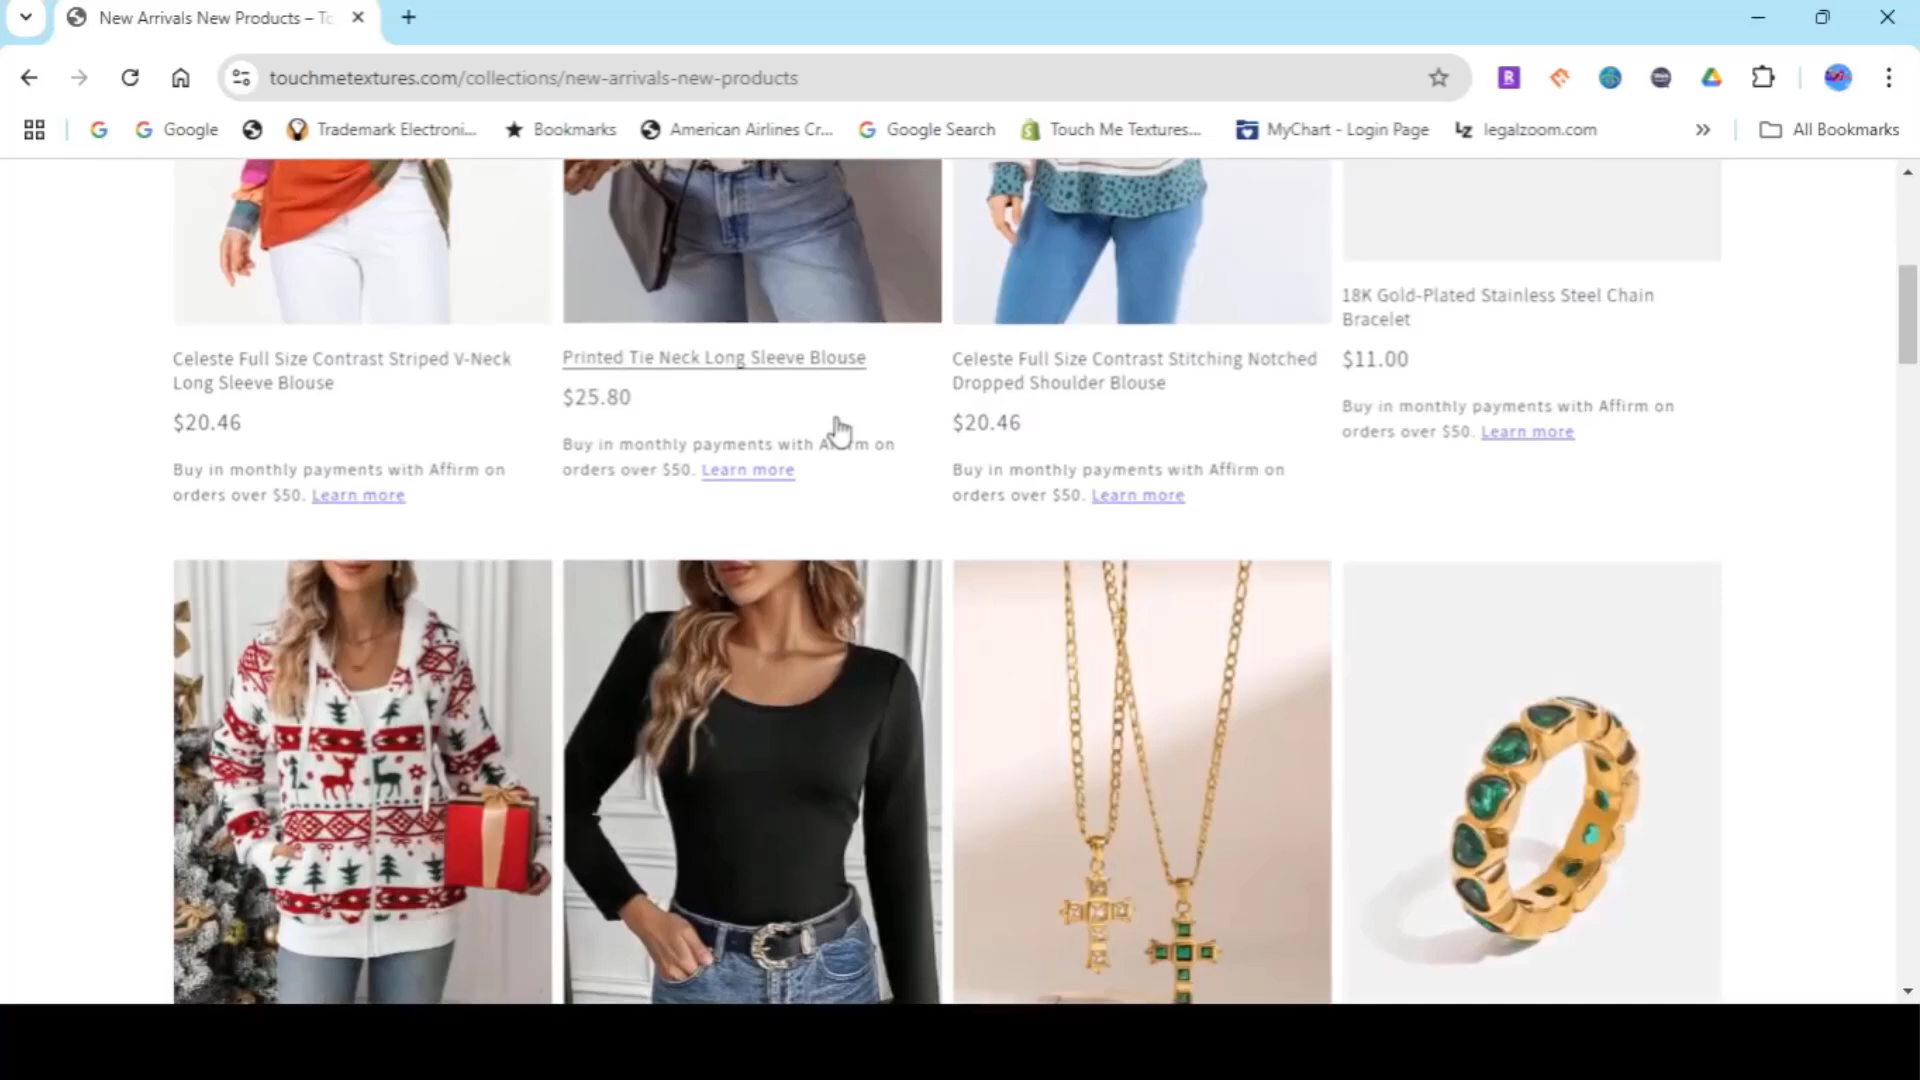 New Arrivals New Products – To
touchmetextures.com/collections/new-arrivals-new-products
Google
Trademark Electroni...
Bookmarks
American Airlines Cr...
Google Search
Touch Me Textures...
MyChart - Login Page
legalzoom.com
All Bookmarks
Celeste Full Size Contrast Striped V-Neck
Long Sleeve Blouse
$20.46
Buy in monthly payments with Affirm on
orders over $50. Learn more
Printed Tie Neck Long Sleeve Blouse
$25.80
Buy in monthly payments with Affirm on
orders over $50. Learn more
Celeste Full Size Contrast Stitching Notched
Dropped Shoulder Blouse
$20.46
Buy in monthly payments with Affirm on
orders over $50. Learn more
18K Gold-Plated Stainless Steel Chain
Bracelet
$11.00
Buy in monthly payments with Affirm on
orders over $50. Learn more